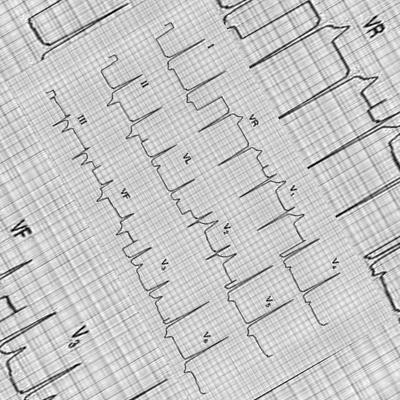 I VR V₁ V₄
II VL V₂ V₅
III VF V₃ V₆
VR
VF V₃